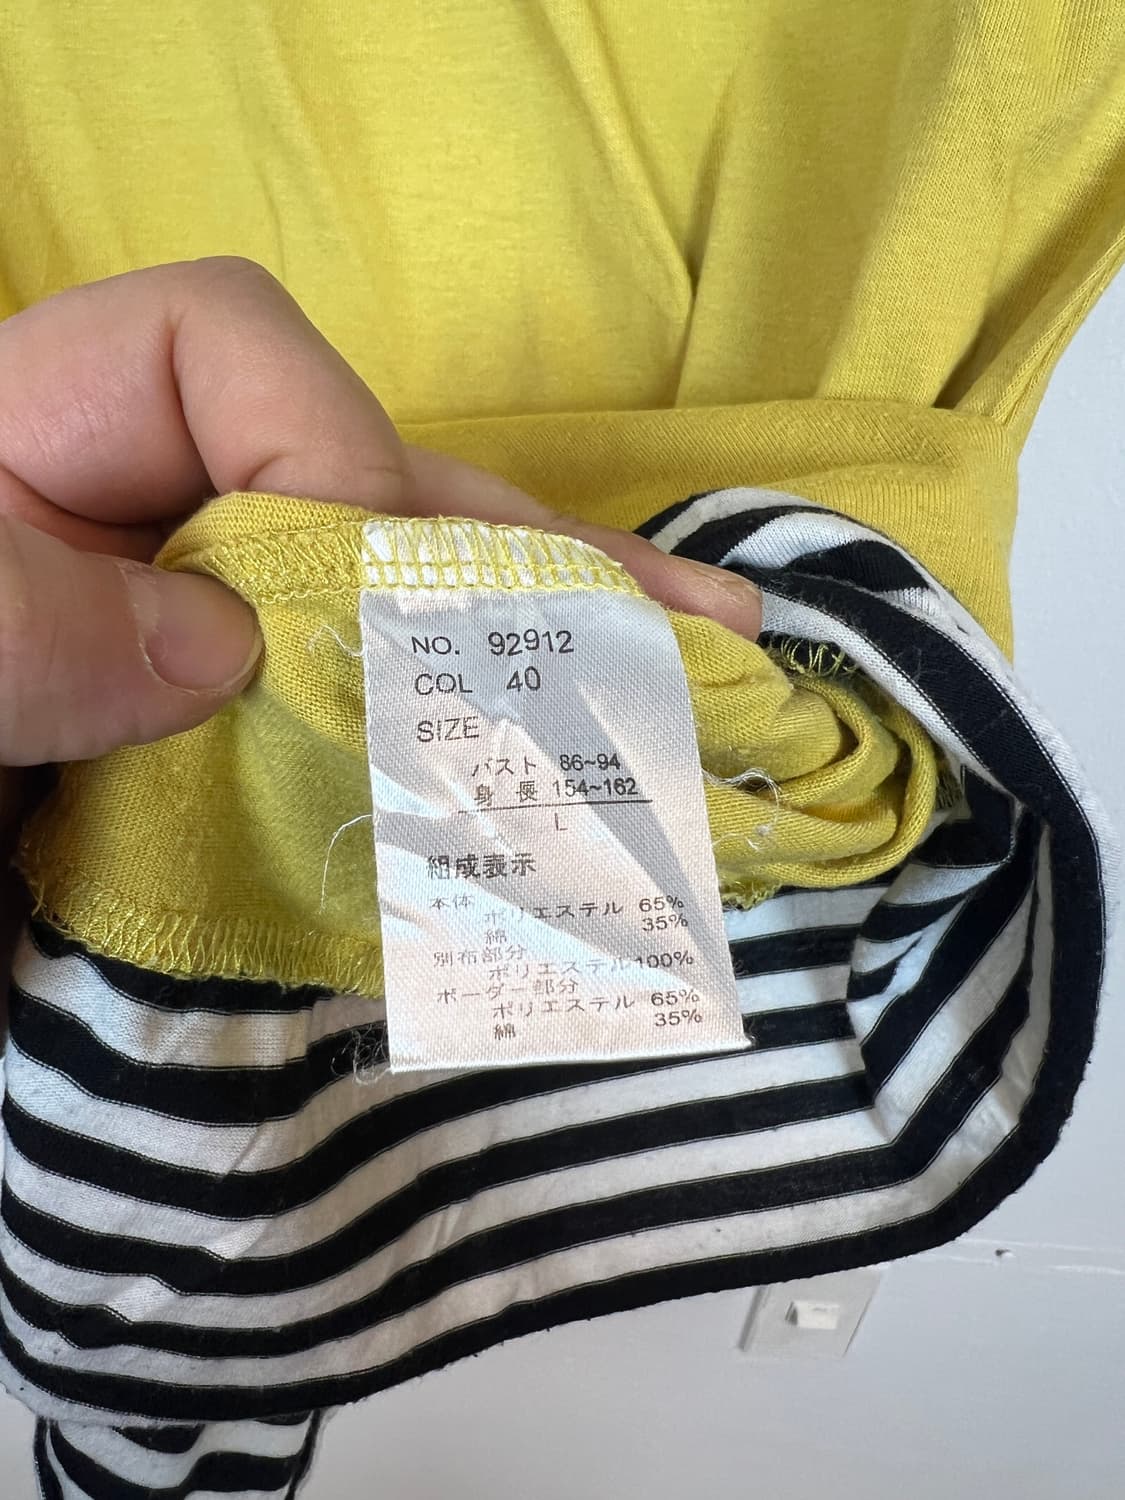 NO. 92912
COL 40
SIZE
バスト 86~94
身長 154~162
L
組成表示
本体
ポリエステル 65%
綿 35%
別布部分
ポリエステル 100%
ボーダー部分
ポリエステル 65%
綿 35%